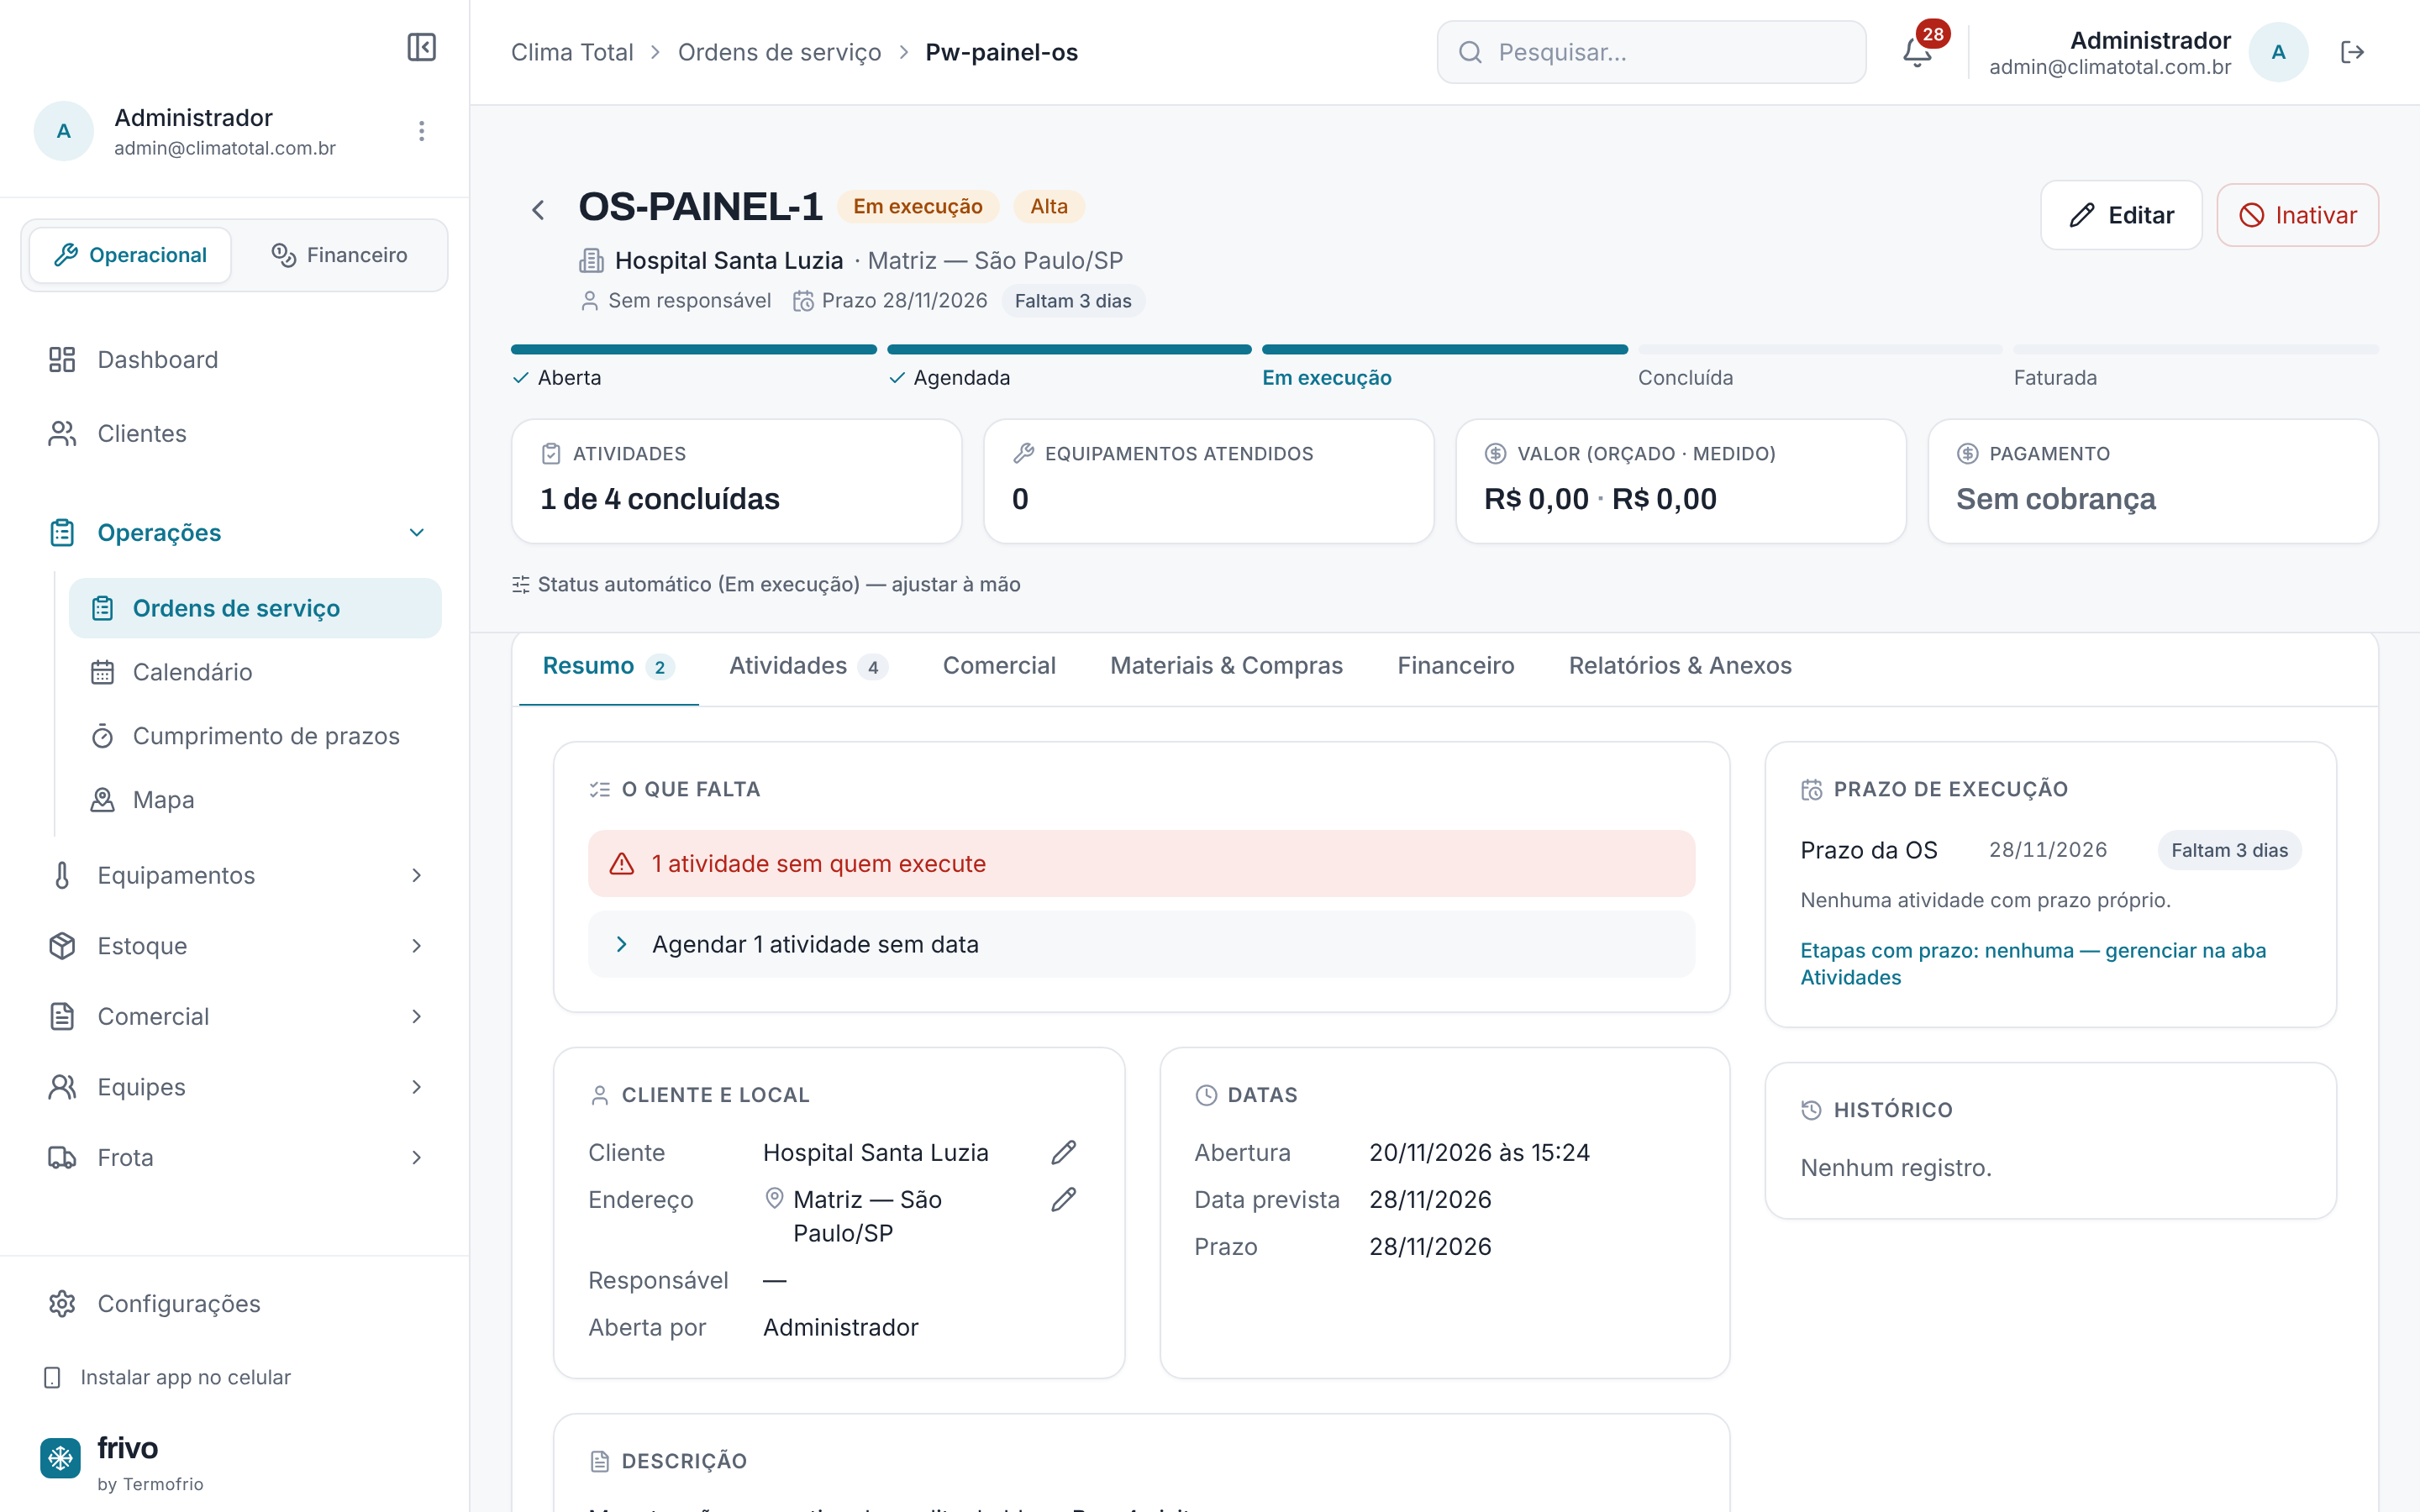 Clima Total > Ordens de serviço > Pw-painel-os
Pesquisar...
28
Administrador
admin@climatotal.com.br
A
A
Administrador
admin@climatotal.com.br
Operacional
Financeiro
Dashboard
Clientes
Operações
Ordens de serviço
Calendário
Cumprimento de prazos
Mapa
Equipamentos
Estoque
Comercial
Equipes
Frota
Configurações
Instalar app no celular
frivo
by Termofrio
OS-PAINEL-1
Em execução
Alta
Editar
Inativar
Hospital Santa Luzia · Matriz — São Paulo/SP
Sem responsável
Prazo 28/11/2026
Faltam 3 dias
Aberta
Agendada
Em execução
Concluída
Faturada
ATIVIDADES
1 de 4 concluídas
EQUIPAMENTOS ATENDIDOS
0
VALOR (ORÇADO · MEDIDO)
R$ 0,00 · R$ 0,00
PAGAMENTO
Sem cobrança
Status automático (Em execução) — ajustar à mão
Resumo 2
Atividades 4
Comercial
Materiais & Compras
Financeiro
Relatórios & Anexos
O QUE FALTA
1 atividade sem quem execute
Agendar 1 atividade sem data
CLIENTE E LOCAL
Cliente Hospital Santa Luzia
Endereço Matriz — São
Paulo/SP
Responsável —
Aberta por Administrador
DATAS
Abertura 20/11/2026 às 15:24
Data prevista 28/11/2026
Prazo 28/11/2026
PRAZO DE EXECUÇÃO
Prazo da OS 28/11/2026 Faltam 3 dias
Nenhuma atividade com prazo próprio.
Etapas com prazo: nenhuma — gerenciar na aba
Atividades
HISTÓRICO
Nenhum registro.
DESCRIÇÃO